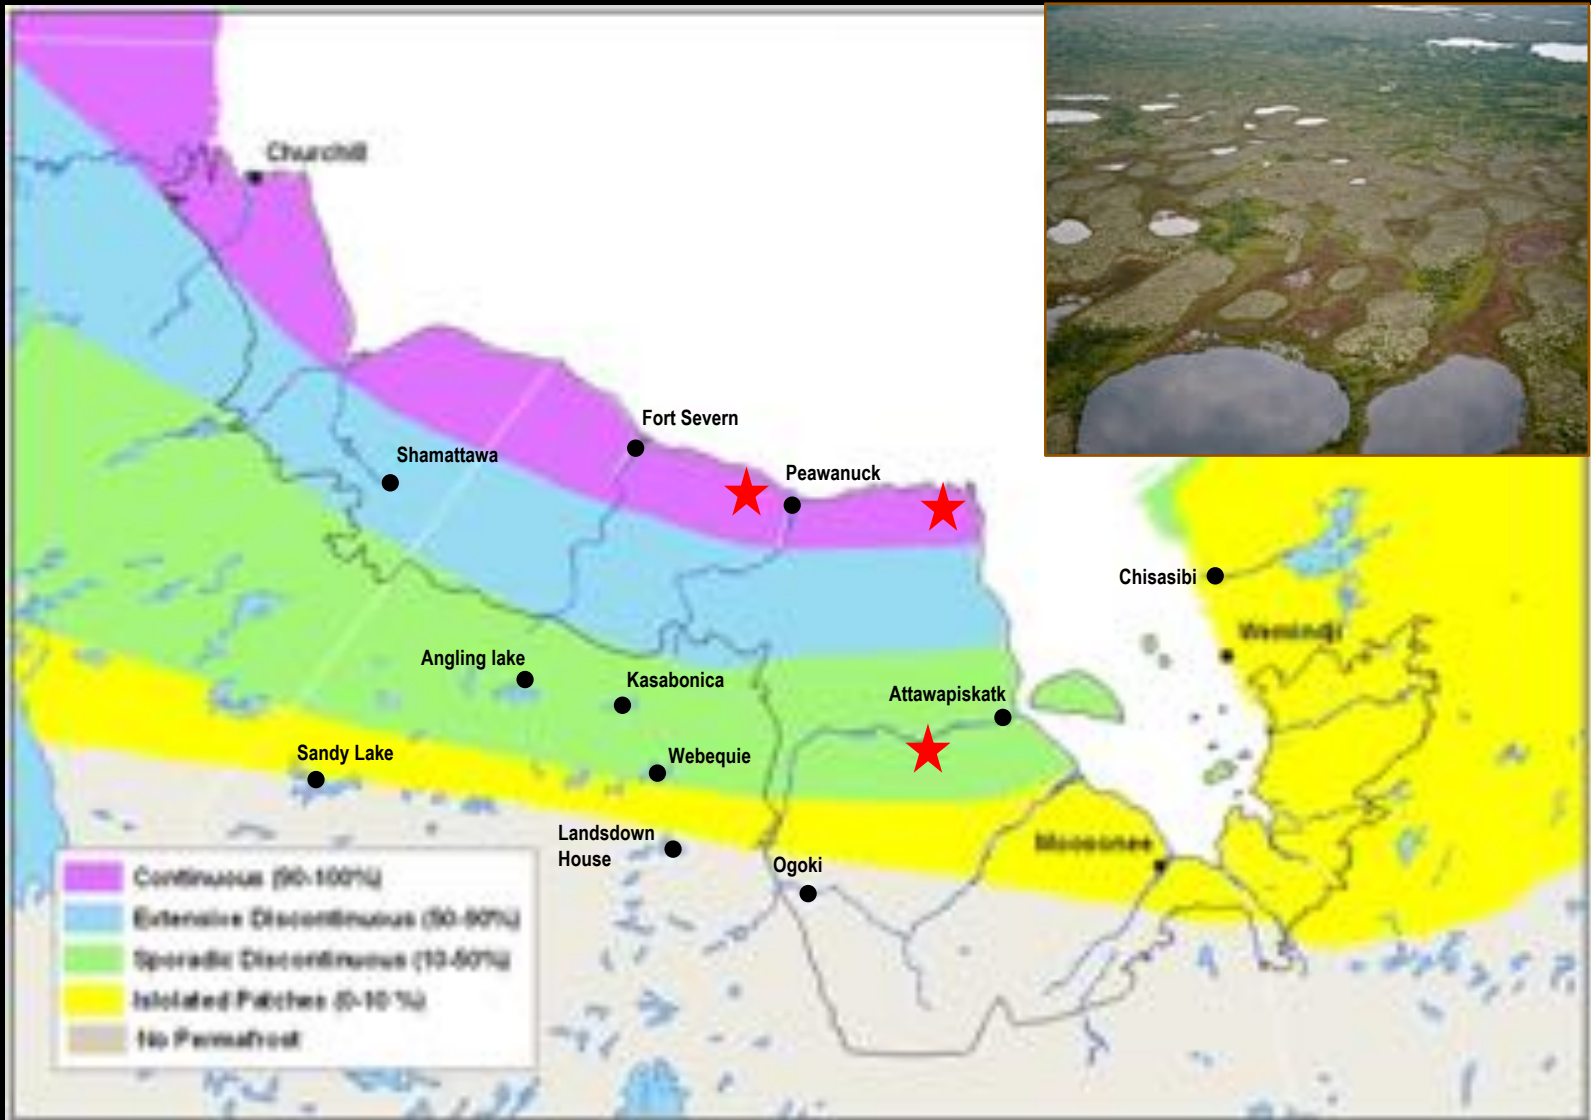 Churchill
Fort Severn
Shamattawa
Peawanuck
Chisasibi
Wemindji
Angling lake
Kasabonica
Attawapiskatk
Sandy Lake
Webequie
Landsdown
House
Ogoki
Moosonee
Continuous (90-100%)
Extensive Discontinuous (50-90%)
Sporadic Discontinuous (10-50%)
Isolated Patches (0-10 %)
No Permafrost